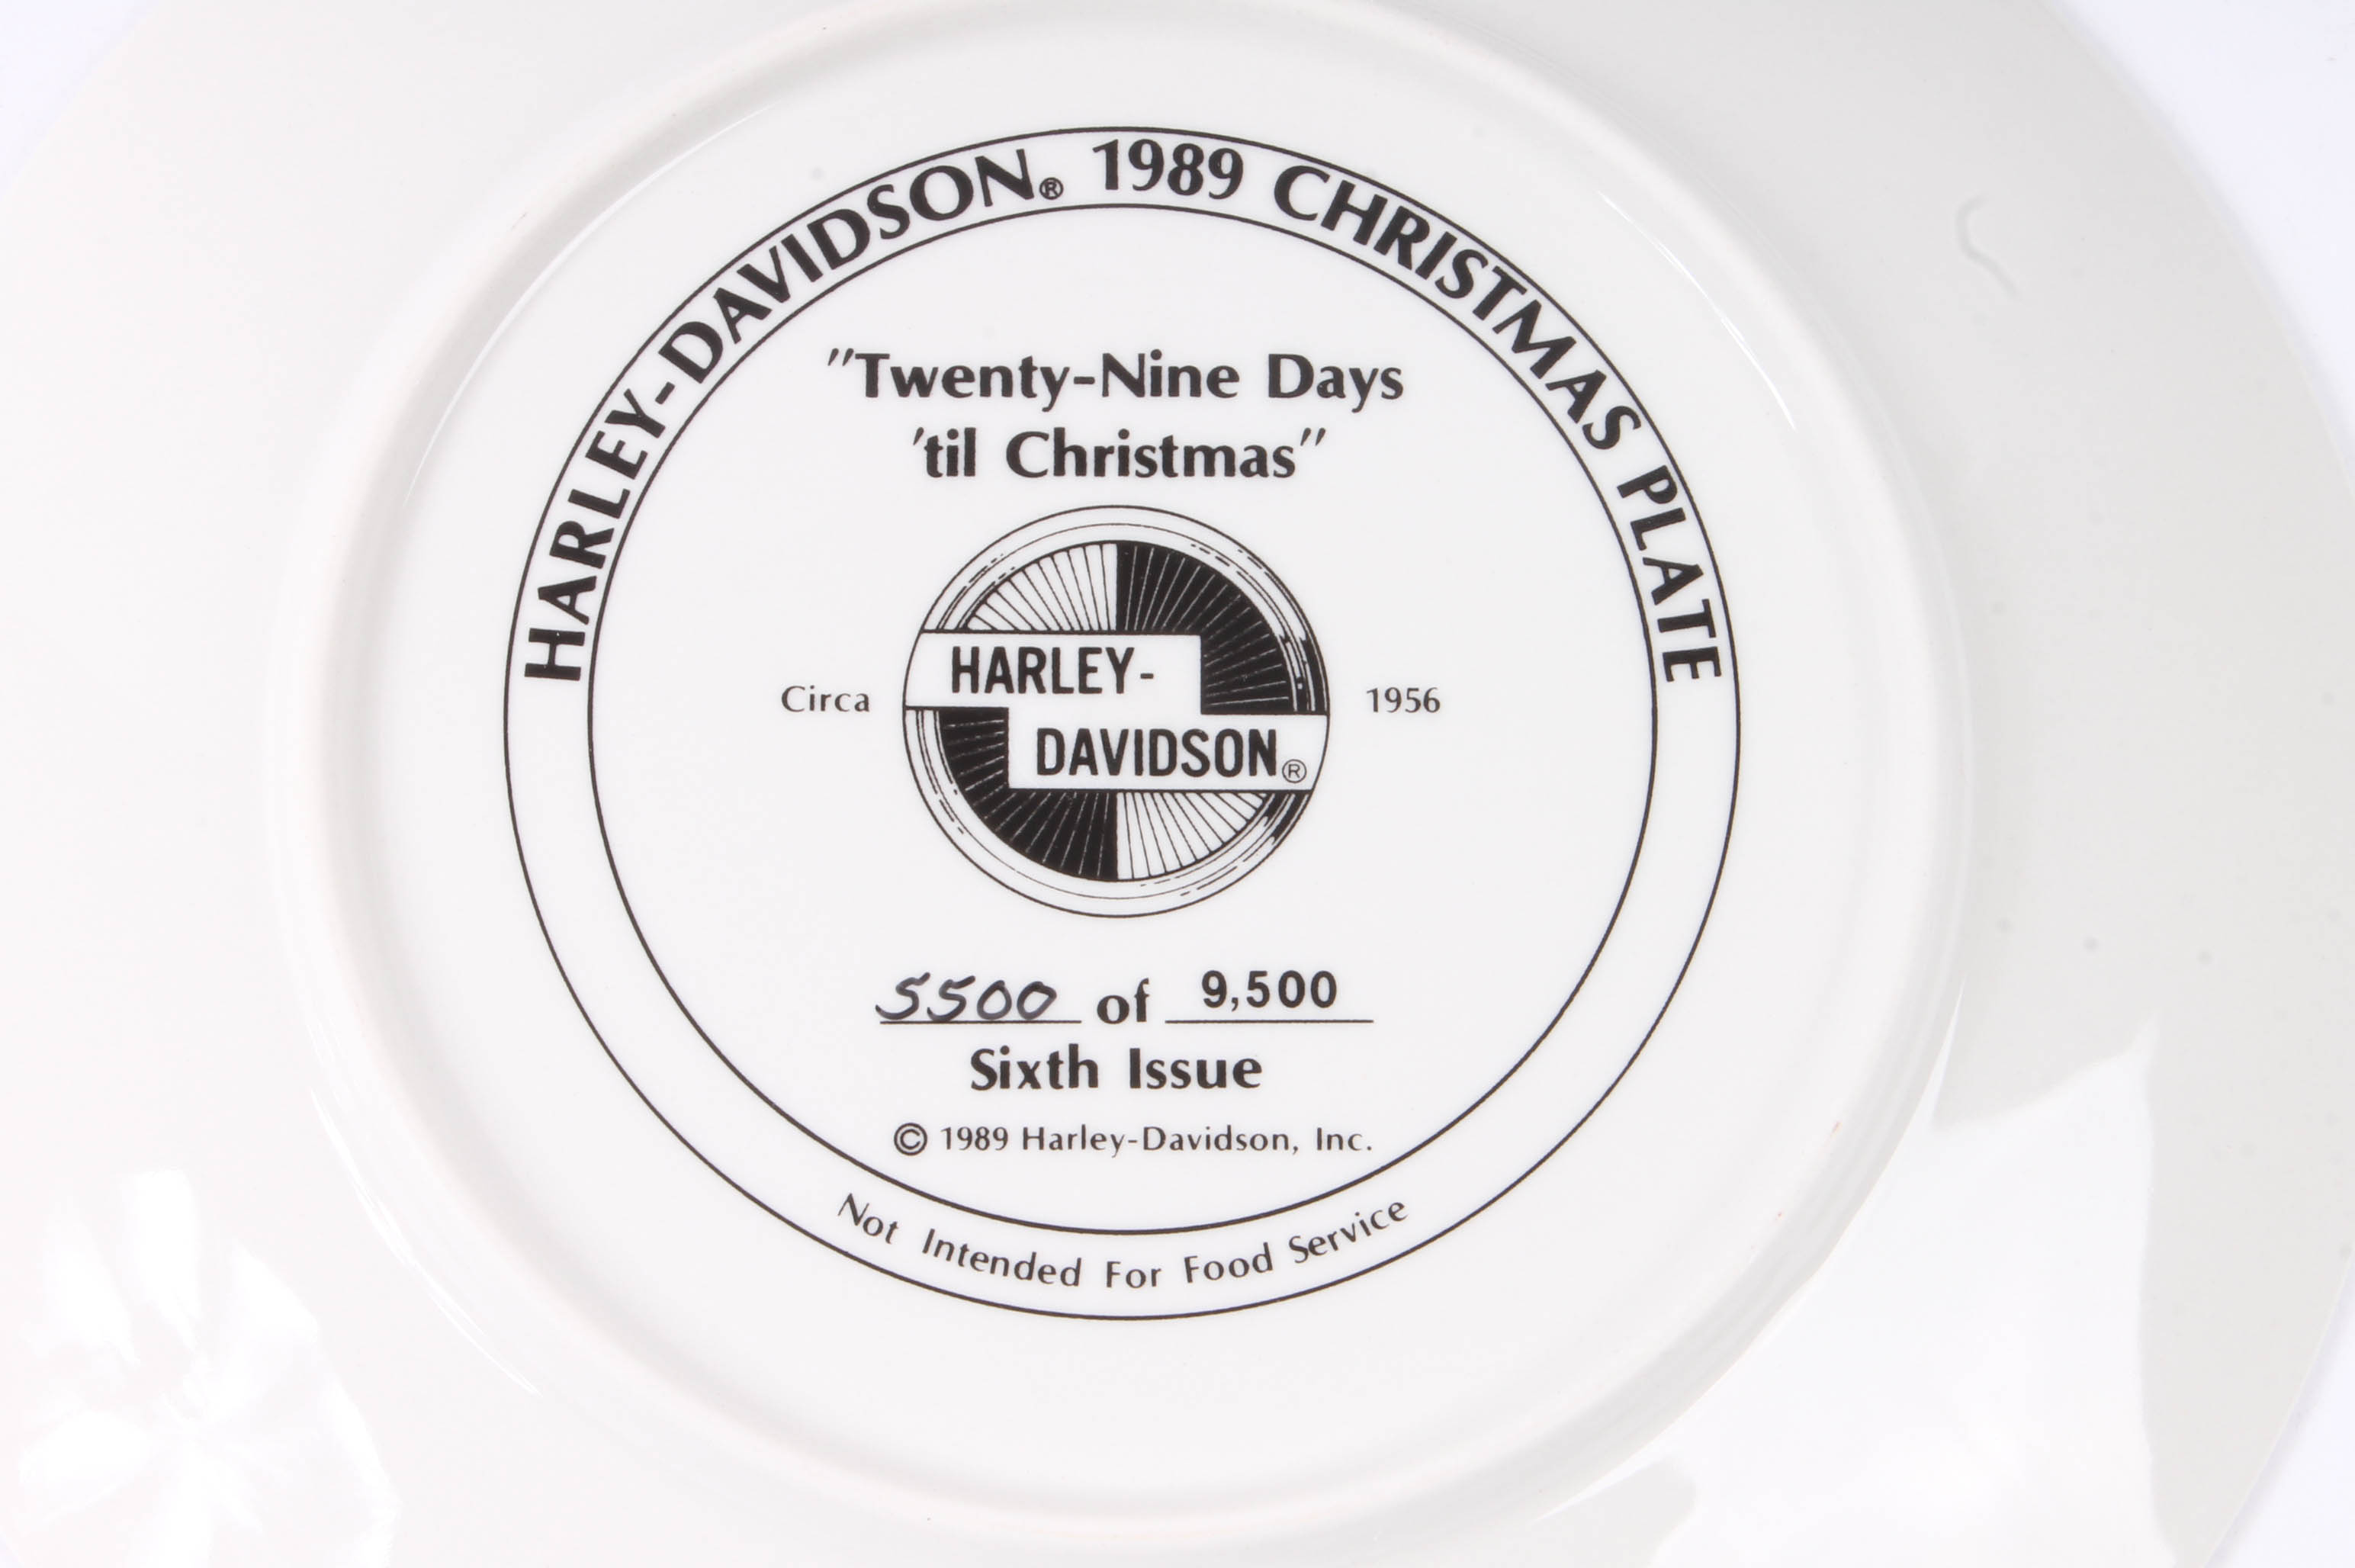 HARLEY-DAVIDSON® 1989 CHRISTMAS PLATE
"Twenty-Nine Days
'til Christmas"
Circa 1956
HARLEY-
DAVIDSON®
5500 of 9,500
Sixth Issue
© 1989 Harley-Davidson, Inc.
Not Intended For Food Service